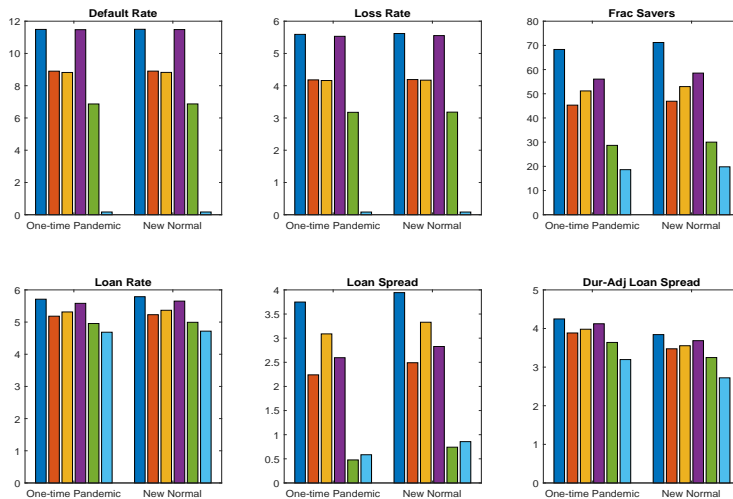 Default Rate
12
10
8
6
4
2
0
One-time Pandemic
New Normal
Loss Rate
6
5
4
3
2
1
0
One-time Pandemic
New Normal
Frac Savers
80
70
60
50
40
30
20
10
0
One-time Pandemic
New Normal
Loan Rate
6
5
4
3
2
1
0
One-time Pandemic
New Normal
Loan Spread
4
3.5
3
2.5
2
1.5
1
0.5
0
One-time Pandemic
New Normal
Dur-Adj Loan Spread
5
4
3
2
1
0
One-time Pandemic
New Normal